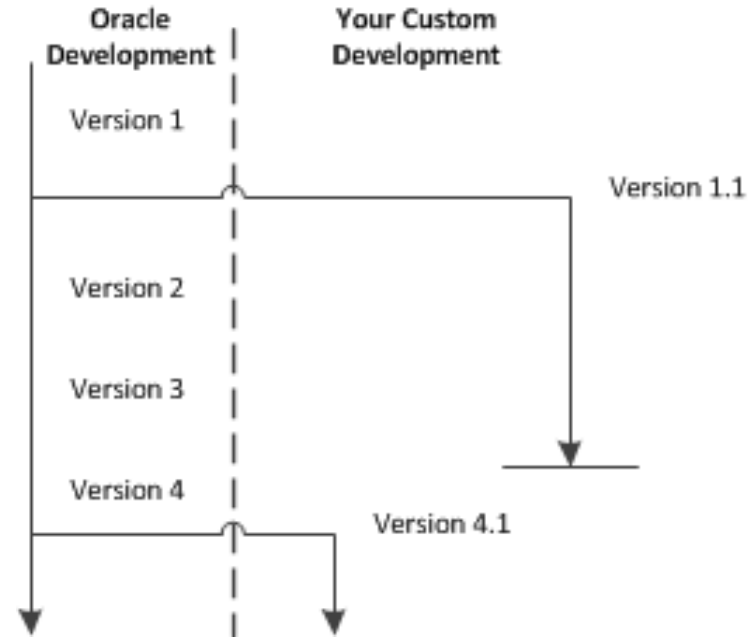 Oracle
Development
Your Custom
Development
Version 1
Version 1.1
Version 2
Version 3
Version 4
Version 4.1